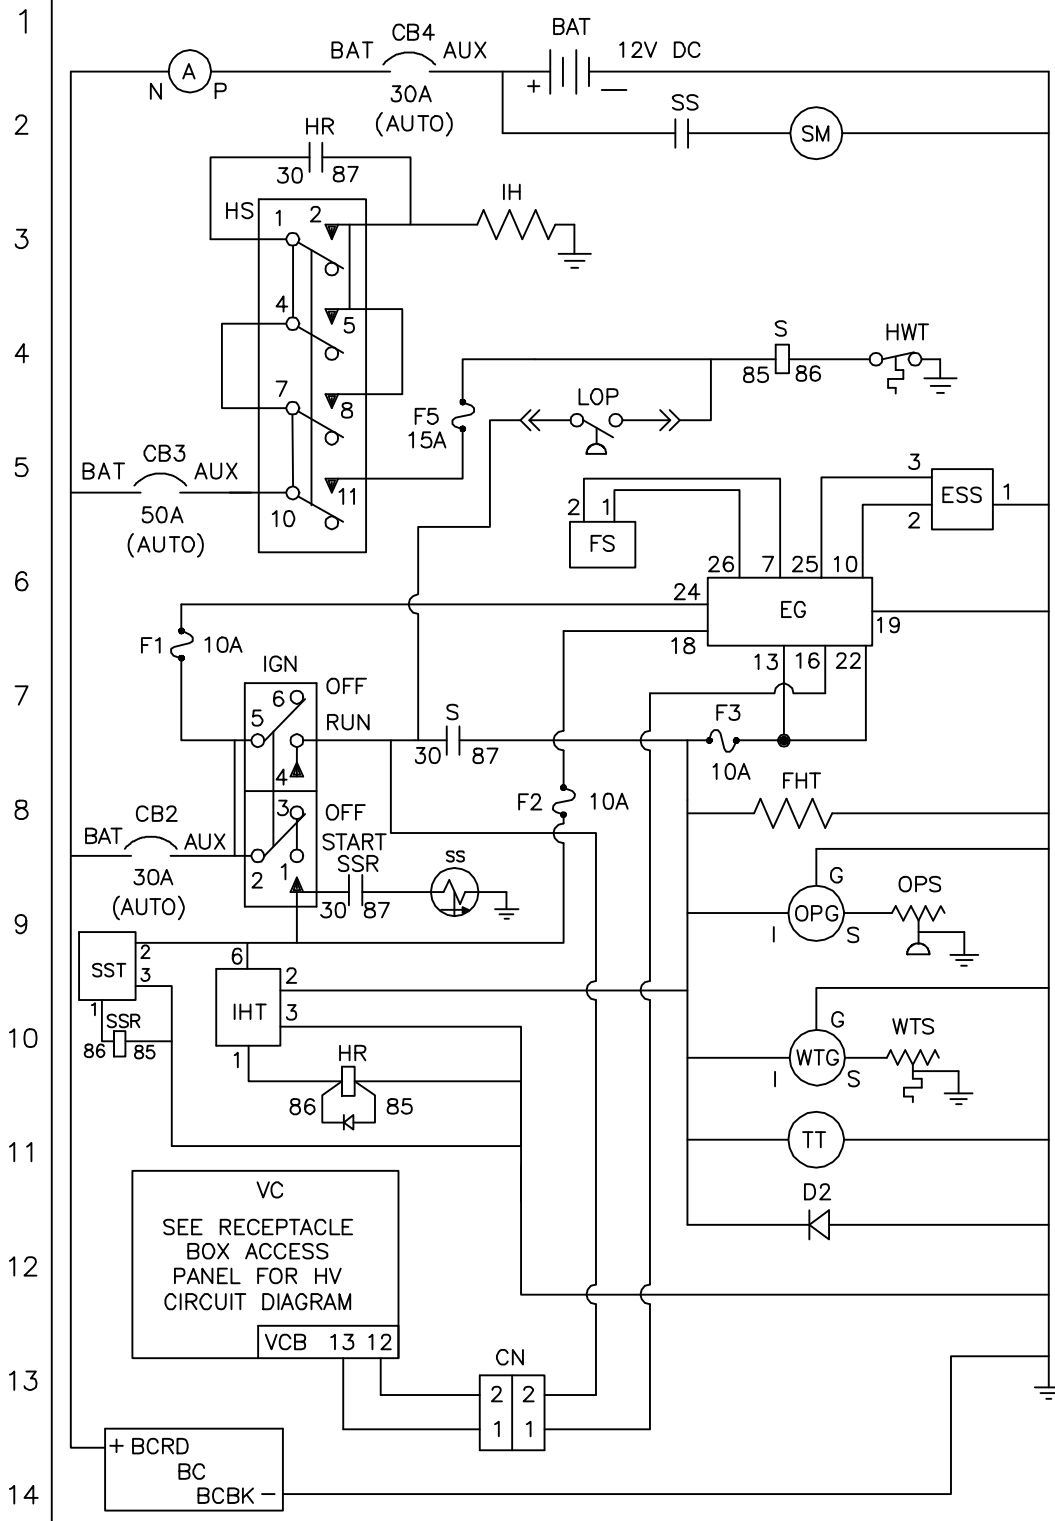 1
BAT CB4 AUX BAT 12V DC
N A P
+ —
30A
(AUTO)
2
SS SM
HR
30 87
HS 1 2
IH
3
4 5
4
S HWT
85 86
7 8
F5
15A
LOP
5
BAT CB3 AUX
50A
(AUTO)
10 11
2 1
FS
3
ESS 1
2
6
26 7 25 10
24 EG
18 19
13 16 22
F1 10A
IGN
7
6 OFF
5 RUN
4
S
30 87
F3
10A
8
BAT CB2 AUX
30A
(AUTO)
3 OFF
START
2 1
SSR
30 87
SS
F2 10A
FHT
9
G
OPG OPS
I S
SST 2
3
1
SSR
86 85
6
IHT 2
3
1
10
G
WTG WTS
I S
HR
86 85
11
TT
D2
VC
SEE RECEPTACLE
BOX ACCESS
PANEL FOR HV
CIRCUIT DIAGRAM
12
VCB 13 12
13
CN
2 2
1 1
+ BCRD
BC
BCBK −
14